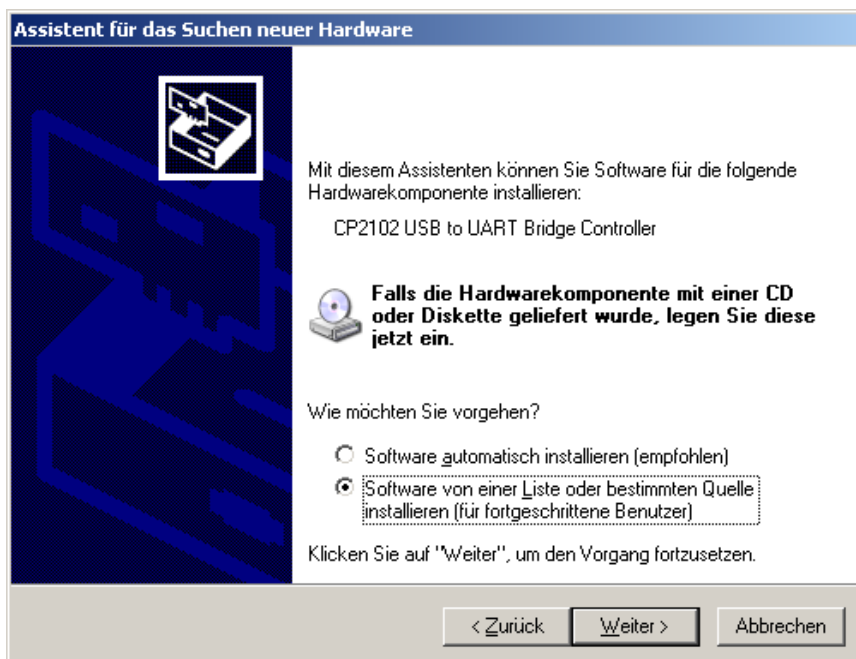 Assistent für das Suchen neuer Hardware
Mit diesem Assistenten können Sie Software für die folgende
Hardwarekomponente installieren:
CP2102 USB to UART Bridge Controller
Falls die Hardwarekomponente mit einer CD
oder Diskette geliefert wurde, legen Sie diese
jetzt ein.
Wie möchten Sie vorgehen?
Software automatisch installieren (empfohlen)
Software von einer Liste oder bestimmten Quelle
installieren (für fortgeschrittene Benutzer)
Klicken Sie auf "Weiter", um den Vorgang fortzusetzen.
< Zurück Weiter > Abbrechen